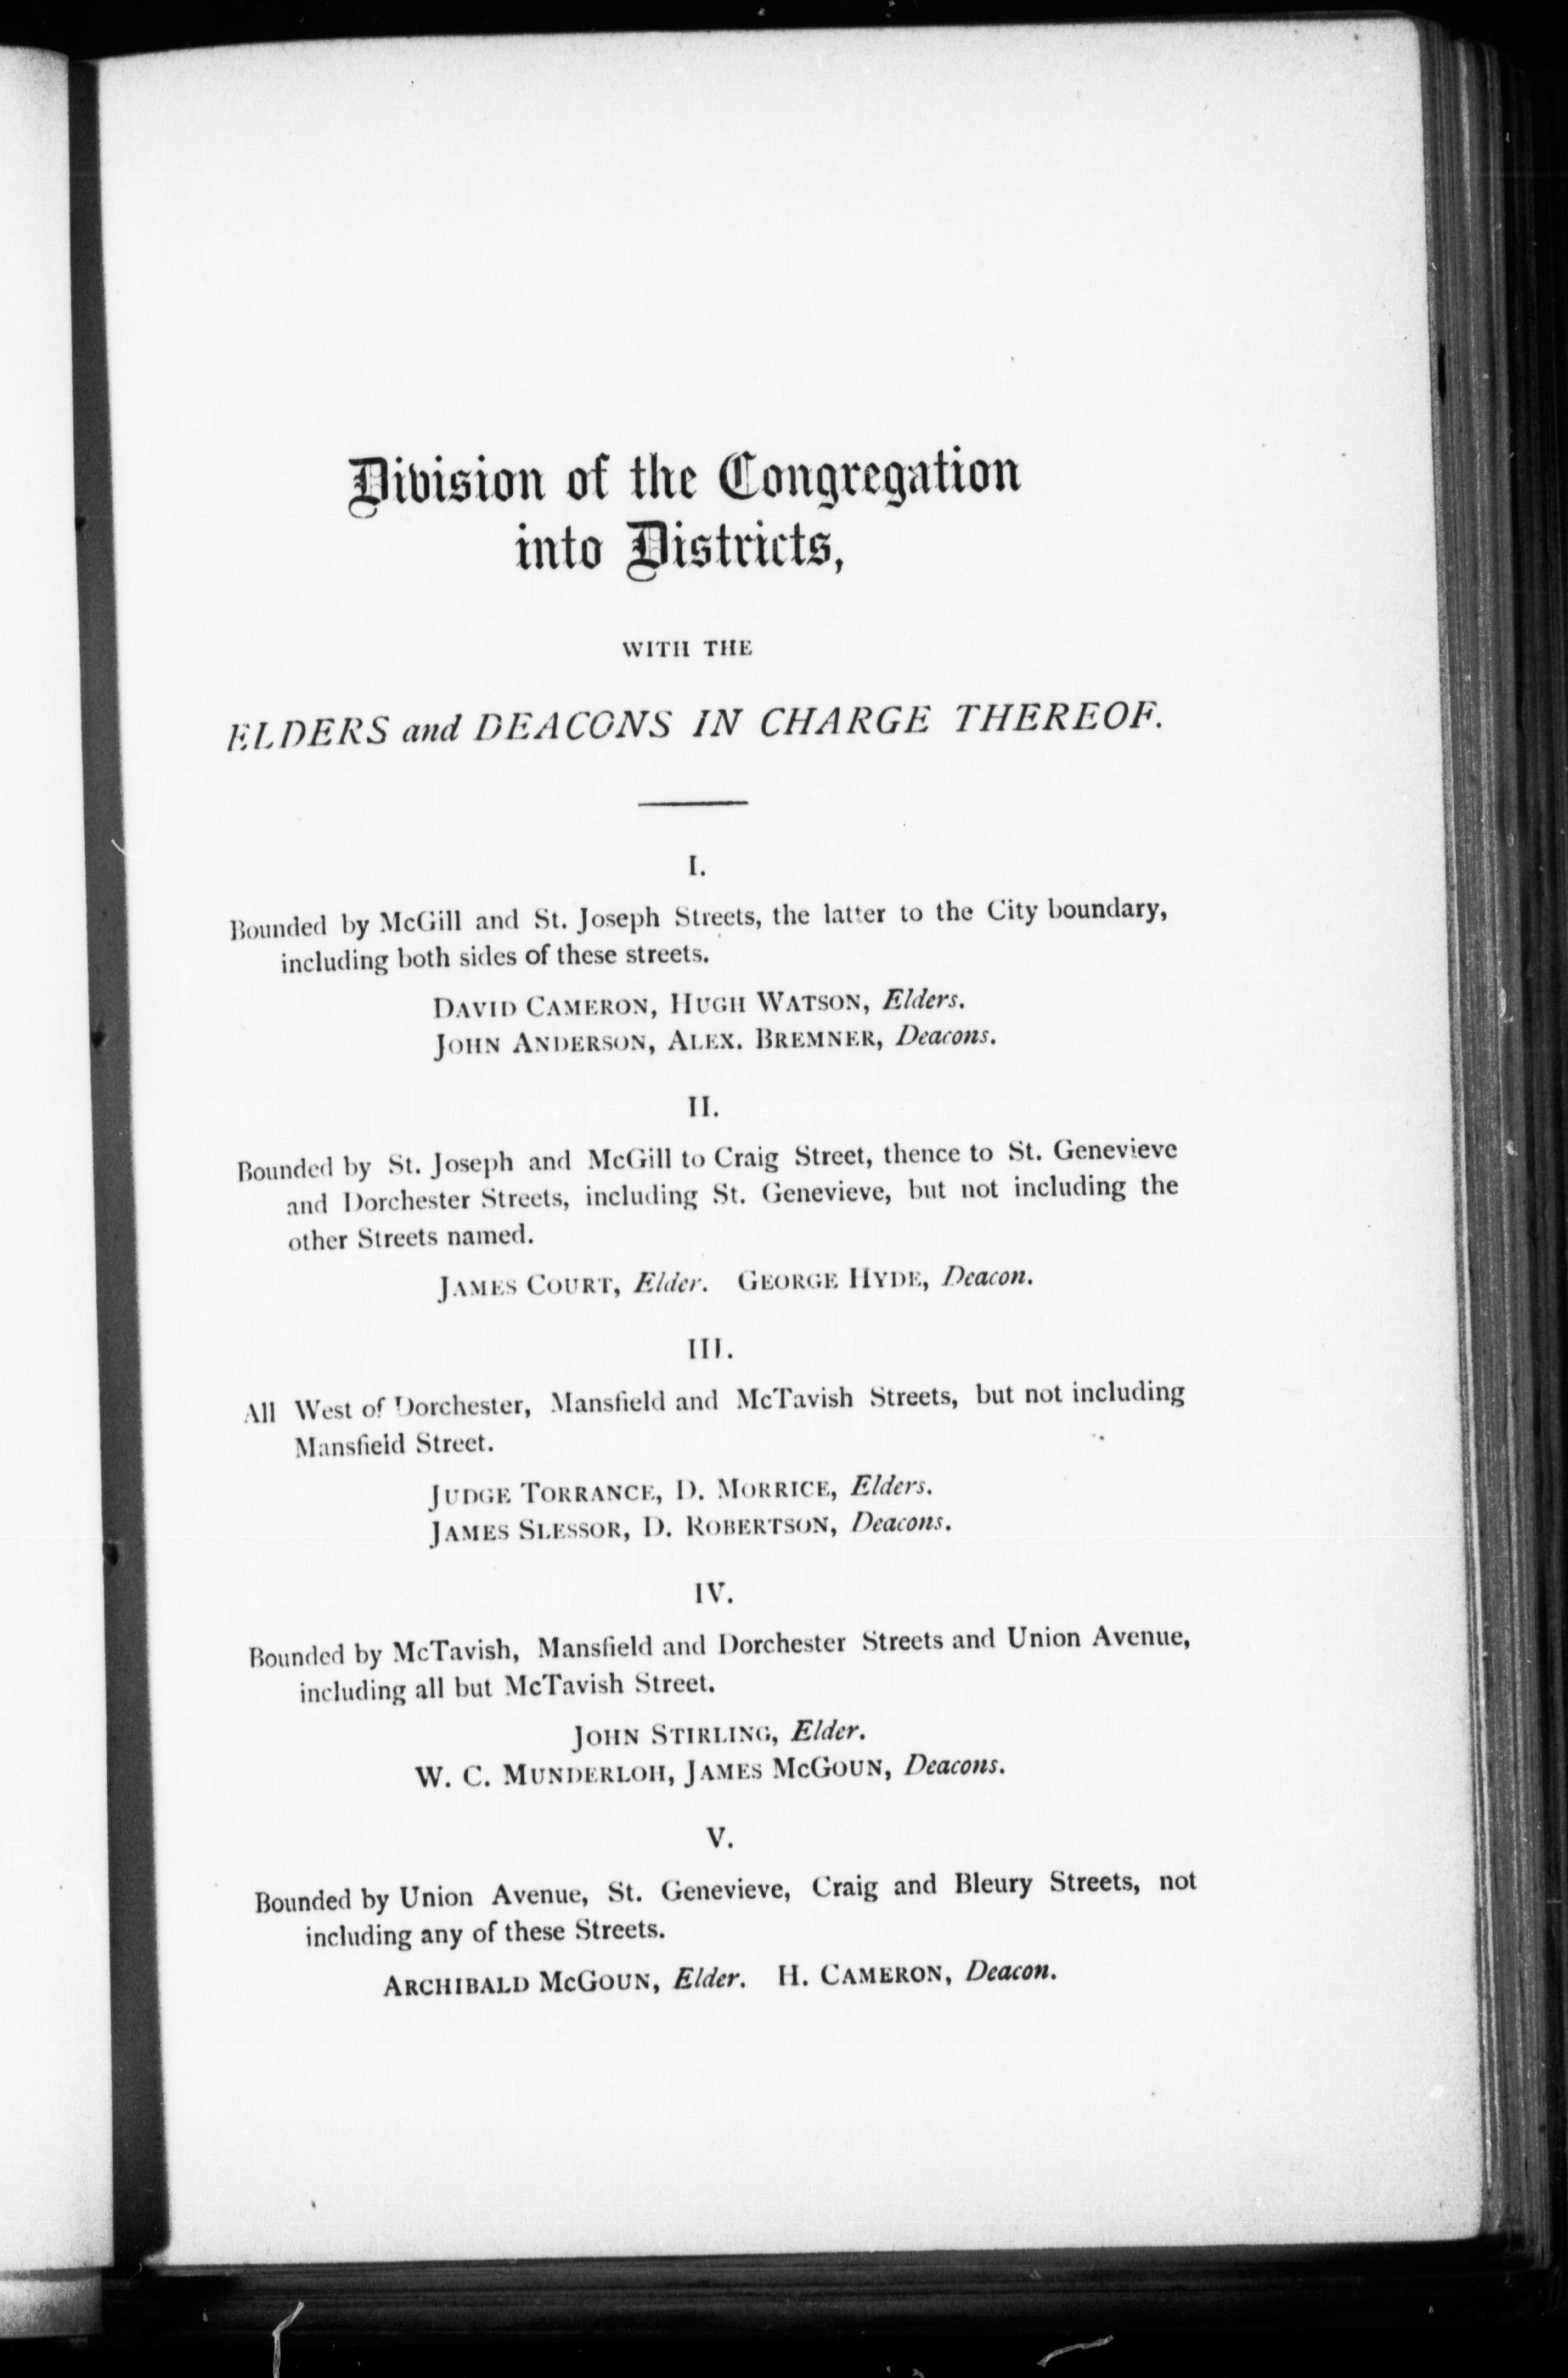 Division of the Congregation
into Districts,
WITH THE
ELDERS and DEACONS IN CHARGE THEREOF.
I.
Bounded by McGill and St. Joseph Streets, the latter to the City boundary,
including both sides of these streets.
DAVID CAMERON, HUGH WATSON, Elders.
JOHN ANDERSON, ALEX. BREMNER, Deacons.
II.
Bounded by St. Joseph and McGill to Craig Street, thence to St. Genevieve
and Dorchester Streets, including St. Genevieve, but not including the
other Streets named.
JAMES COURT, Elder. GEORGE HYDE, Deacon.
III.
All West of Dorchester, Mansfield and McTavish Streets, but not including
Mansfield Street.
JUDGE TORRANCE, D. MORRICE, Elders.
JAMES SLESSOR, D. ROBERTSON, Deacons.
IV.
Bounded by McTavish, Mansfield and Dorchester Streets and Union Avenue,
including all but McTavish Street.
JOHN STIRLING, Elder.
W. C. MUNDERLOH, JAMES McGOUN, Deacons.
V.
Bounded by Union Avenue, St. Genevieve, Craig and Bleury Streets, not
including any of these Streets.
ARCHIBALD McGOUN, Elder. H. CAMERON, Deacon.